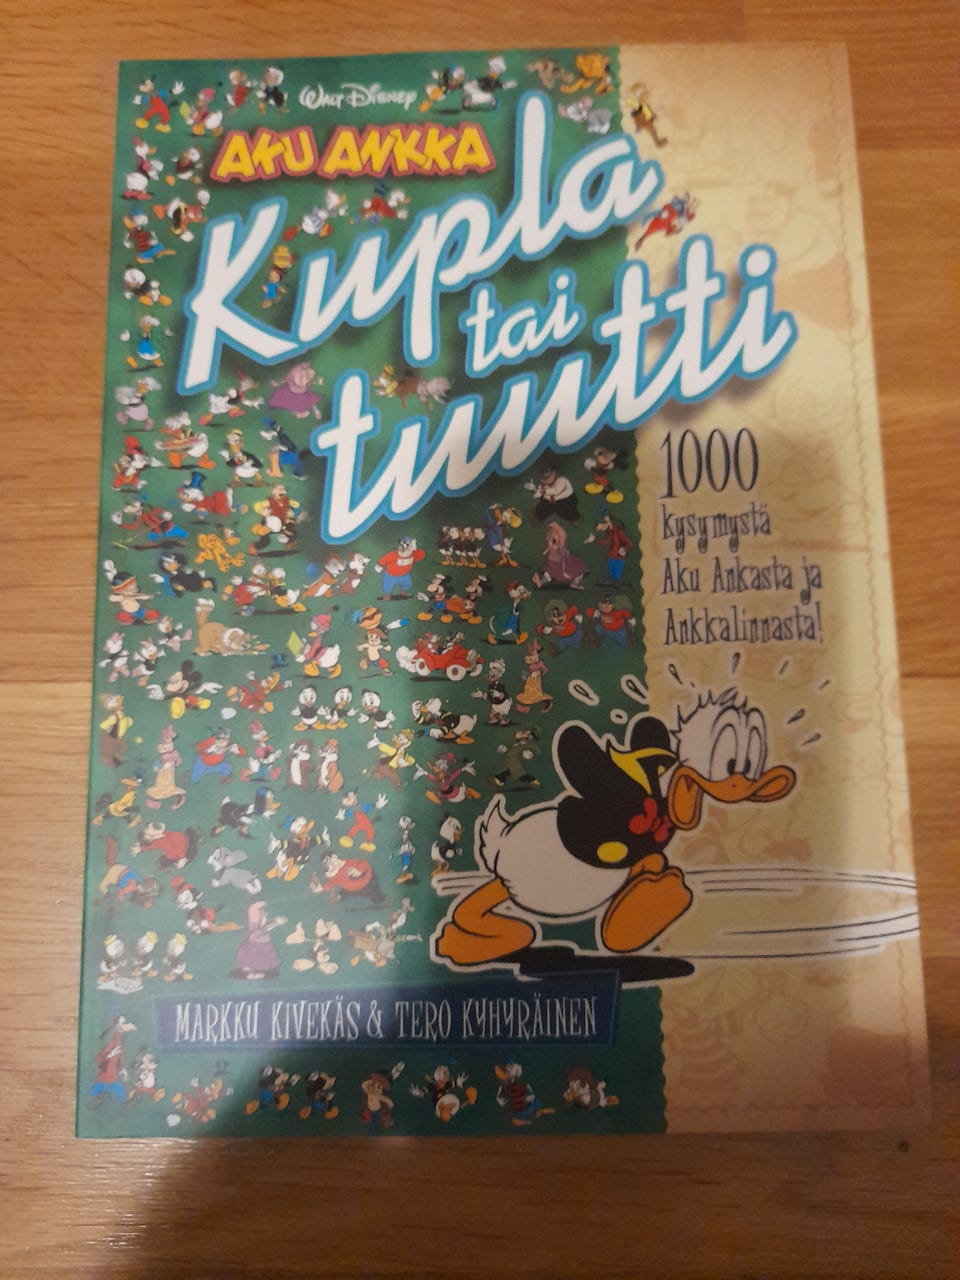 WALT DISNEY
AKU ANKKA
Kupla
tai
tuutti
1000
kysymystä
Aku Ankasta ja
Ankkalinnasta!
MARKKU KIVEKÄS & TERO KYHYRÄINEN